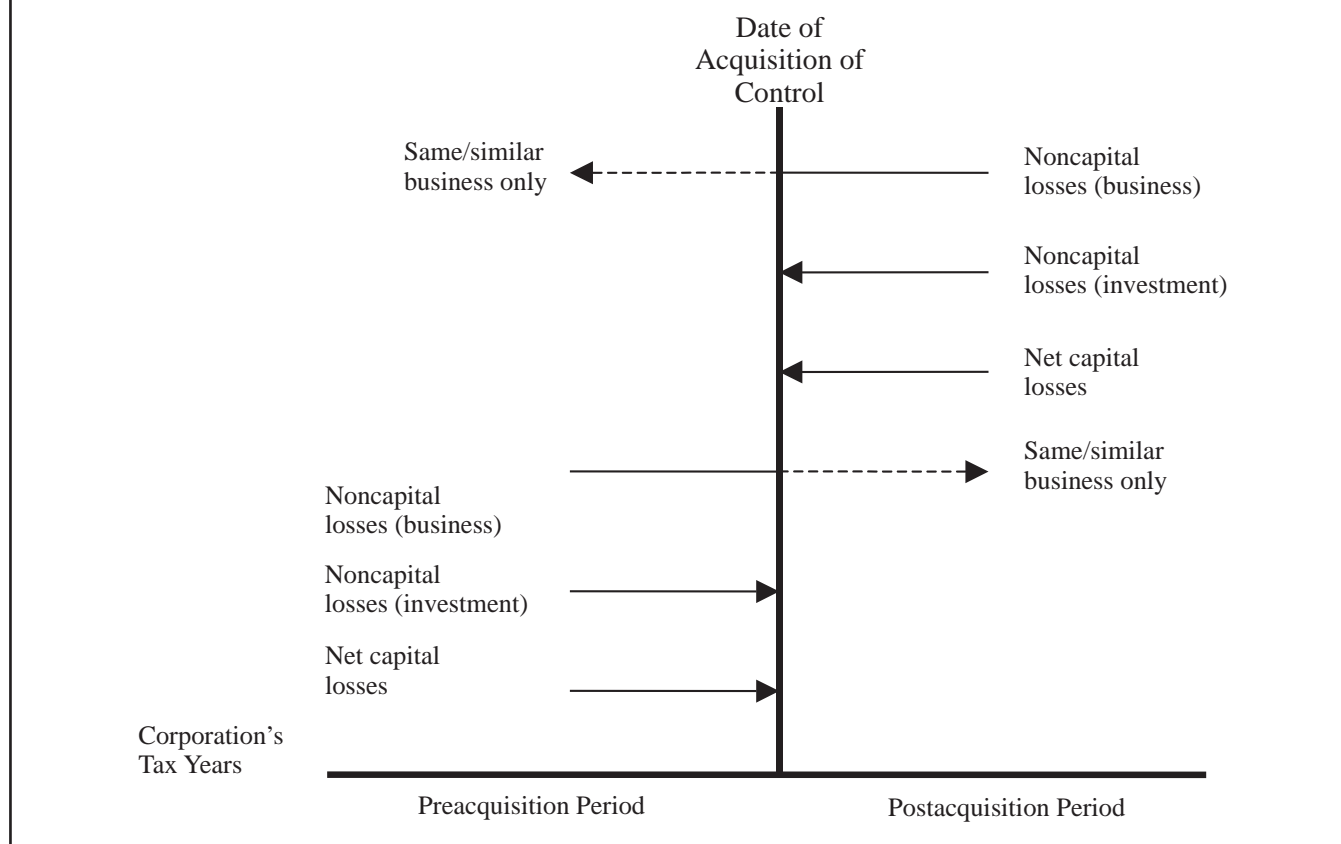 Date of
Acquisition of
Control
Same/similar
business only
Noncapital
losses (business)
Noncapital
losses (investment)
Net capital
losses
Same/similar
business only
Noncapital
losses (business)
Noncapital
losses (investment)
Net capital
losses
Corporation’s
Tax Years
Preacquisition Period
Postacquisition Period